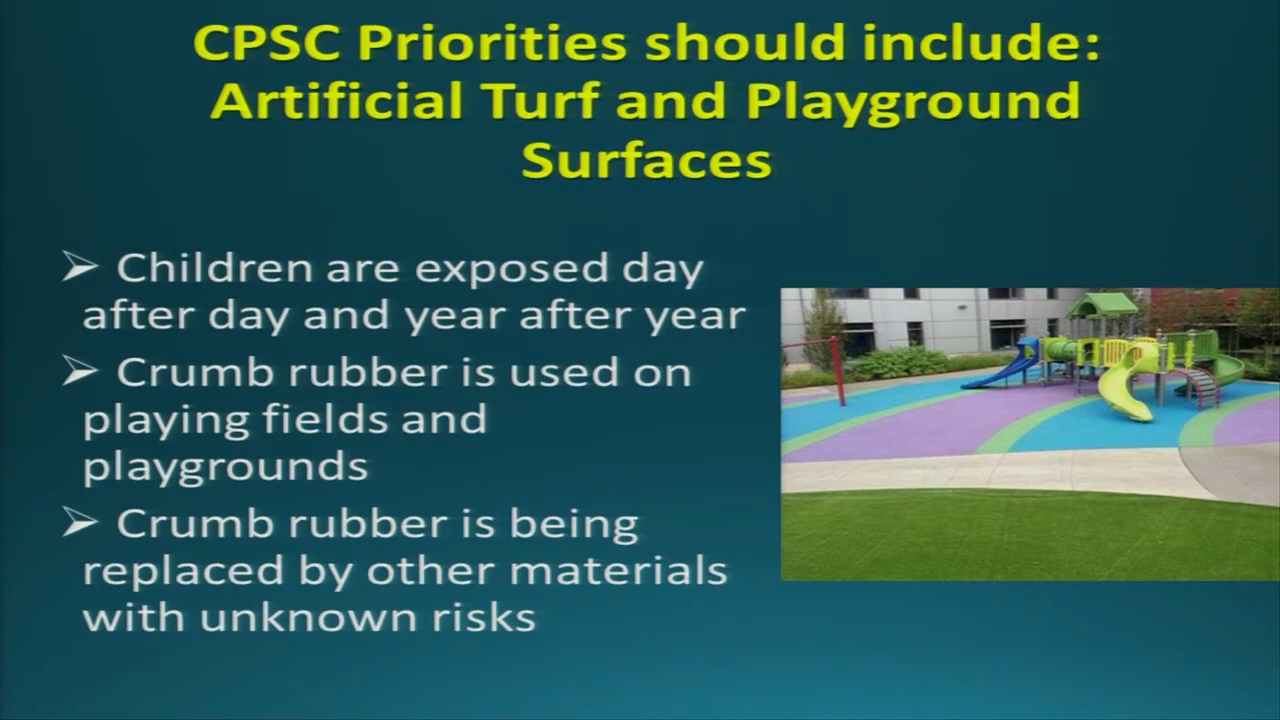 CPSC Priorities should include:
Artificial Turf and Playground
Surfaces
➢ Children are exposed day
after day and year after year
➢ Crumb rubber is used on
playing fields and
playgrounds
➢ Crumb rubber is being
replaced by other materials
with unknown risks